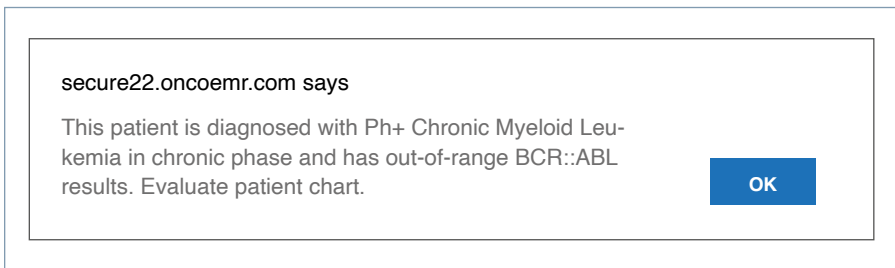 secure22.oncoemr.com says
This patient is diagnosed with Ph+ Chronic Myeloid Leu-
kemia in chronic phase and has out-of-range BCR::ABL
results. Evaluate patient chart.
OK